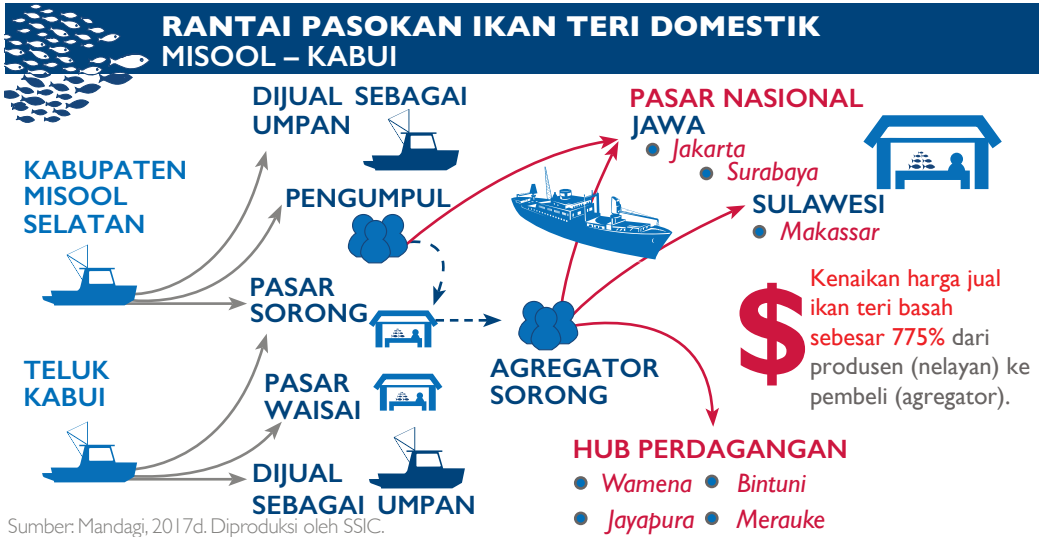 RANTAI PASOKAN IKAN TERI DOMESTIK
MISOOL – KABUI
DIJUAL SEBAGAI
UMPAN
KABUPATEN
MISOOL
SELATAN
PENGUMPUL
PASAR
SORONG
TELUK
KABUI
PASAR
WAISAI
DIJUAL
SEBAGAI UMPAN
AGREGATOR
SORONG
PASAR NASIONAL
JAWA
Jakarta
Surabaya
SULAWESI
Makassar
$
Kenaikan harga jual
ikan teri basah
sebesar 775% dari
produsen (nelayan) ke
pembeli (agregator).
HUB PERDAGANGAN
Wamena
Bintuni
Jayapura
Merauke
Sumber: Mandagi, 2017d. Diproduksi oleh SSIC.